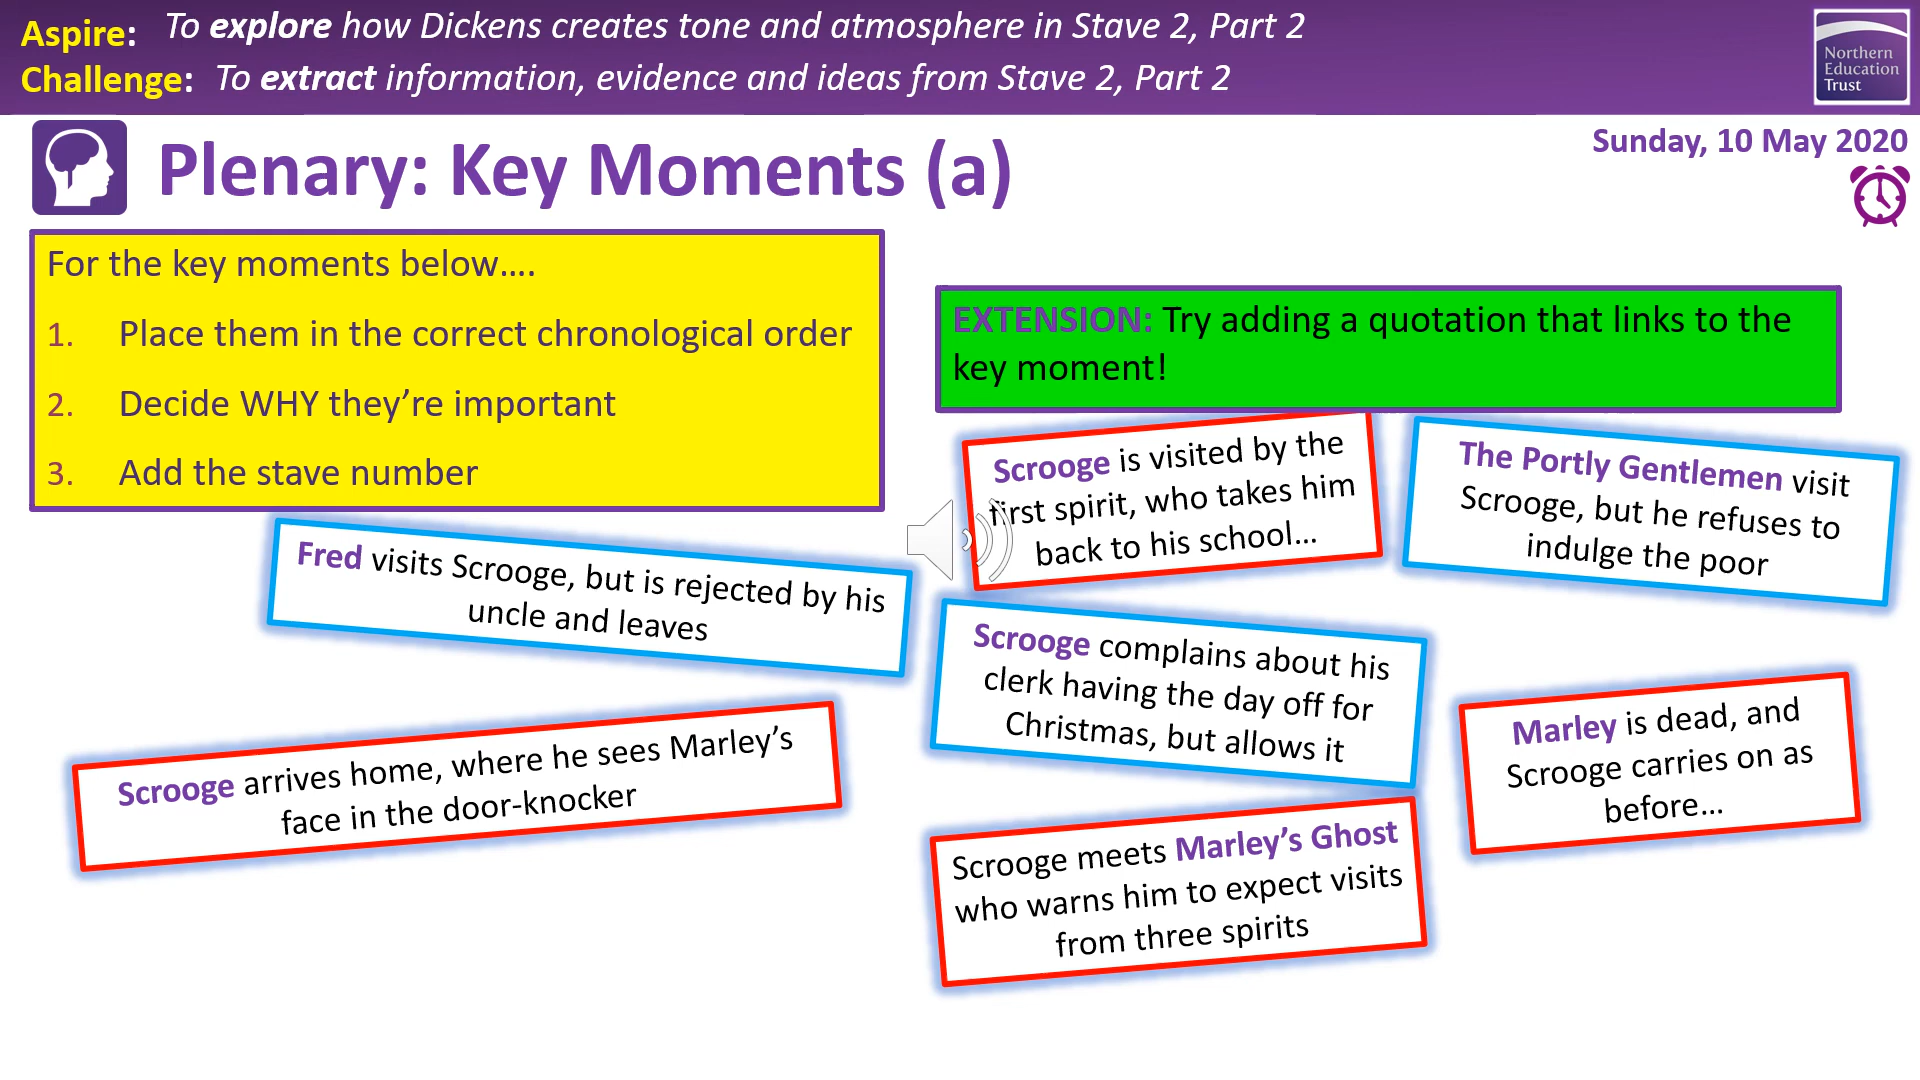 Aspire: To explore how Dickens creates tone and atmosphere in Stave 2, Part 2
Challenge: To extract information, evidence and ideas from Stave 2, Part 2
Northern
Education
Trust
Plenary: Key Moments (a)
Sunday, 10 May 2020
For the key moments below….
1. Place them in the correct chronological order
2. Decide WHY they’re important
3. Add the stave number
EXTENSION: Try adding a quotation that links to the
key moment!
Scrooge is visited by the
first spirit, who takes him
back to his school…
The Portly Gentlemen visit
Scrooge, but he refuses to
indulge the poor
Fred visits Scrooge, but is rejected by his
uncle and leaves
Scrooge complains about his
clerk having the day off for
Christmas, but allows it
Marley is dead, and
Scrooge carries on as
before…
Scrooge arrives home, where he sees Marley’s
face in the door-knocker
Scrooge meets Marley’s Ghost
who warns him to expect visits
from three spirits